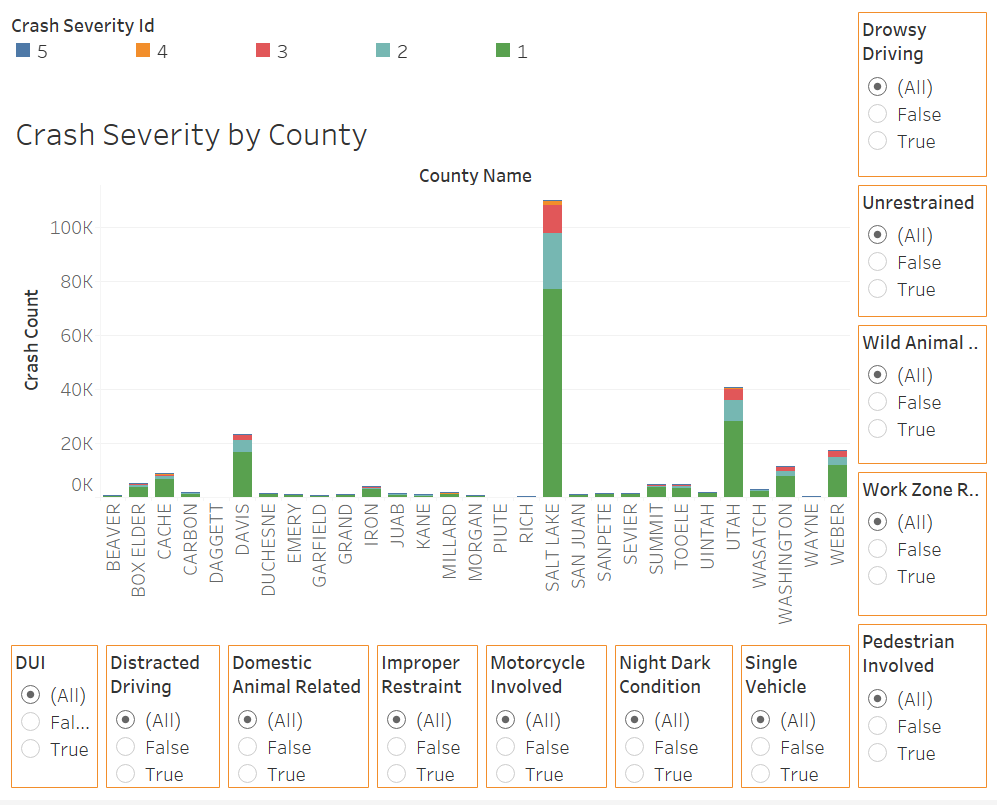 Crash Severity Id
5
4
3
2
1
Crash Severity by County
County Name
Crash Count
100K
80K
60K
40K
20K
0K
BEAVER
BOX ELDER
CACHE
CARBON
DAGGETT
DAVIS
DUCHESNE
EMERY
GARFIELD
GRAND
IRON
JUAB
KANE
MILLARD
MORGAN
PIUTE
RICH
SALT LAKE
SAN JUAN
SANPETE
SEVIER
SUMMIT
TOOELE
UINTAH
UTAH
WASATCH
WASHINGTON
WAYNE
WEBER
Drowsy
Driving
(All)
False
True
Unrestrained
(All)
False
True
Wild Animal ..
(All)
False
True
Work Zone R..
(All)
False
True
Pedestrian
Involved
(All)
False
True
DUI
(All)
Fal...
True
Distracted
Driving
(All)
False
True
Domestic
Animal Related
(All)
False
True
Improper
Restraint
(All)
False
True
Motorcycle
Involved
(All)
False
True
Night Dark
Condition
(All)
False
True
Single
Vehicle
(All)
False
True